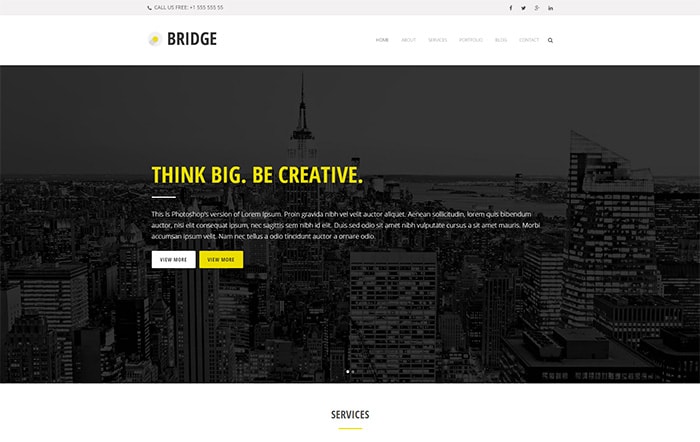 CALL US FREE: +1 555 555 55
BRIDGE
HOME ABOUT SERVICES PORTFOLIO BLOG CONTACT
THINK BIG. BE CREATIVE.
This is Photoshop's version of Lorem Ipsum. Proin gravida nibh vel velit auctor aliquet. Aenean sollicitudin, lorem quis bibendum
auctor, nisi elit consequat ipsum, nec sagittis sem nibh id elit. Duis sed odio sit amet nibh vulputate cursus a sit amet mauris. Morbi
accumsan ipsum velit. Nam nec tellus a odio tincidunt auctor a ornare odio.
VIEW MORE VIEW MORE
SERVICES